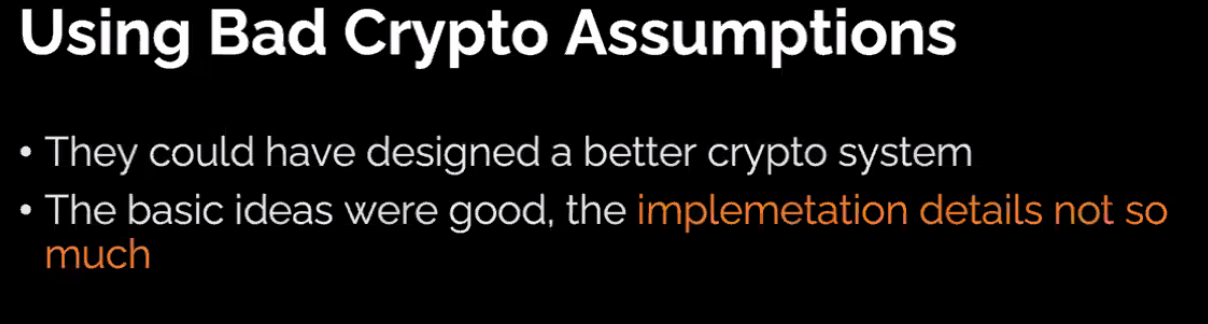 Using Bad Crypto Assumptions
• They could have designed a better crypto system
• The basic ideas were good, the implemetation details not so
much